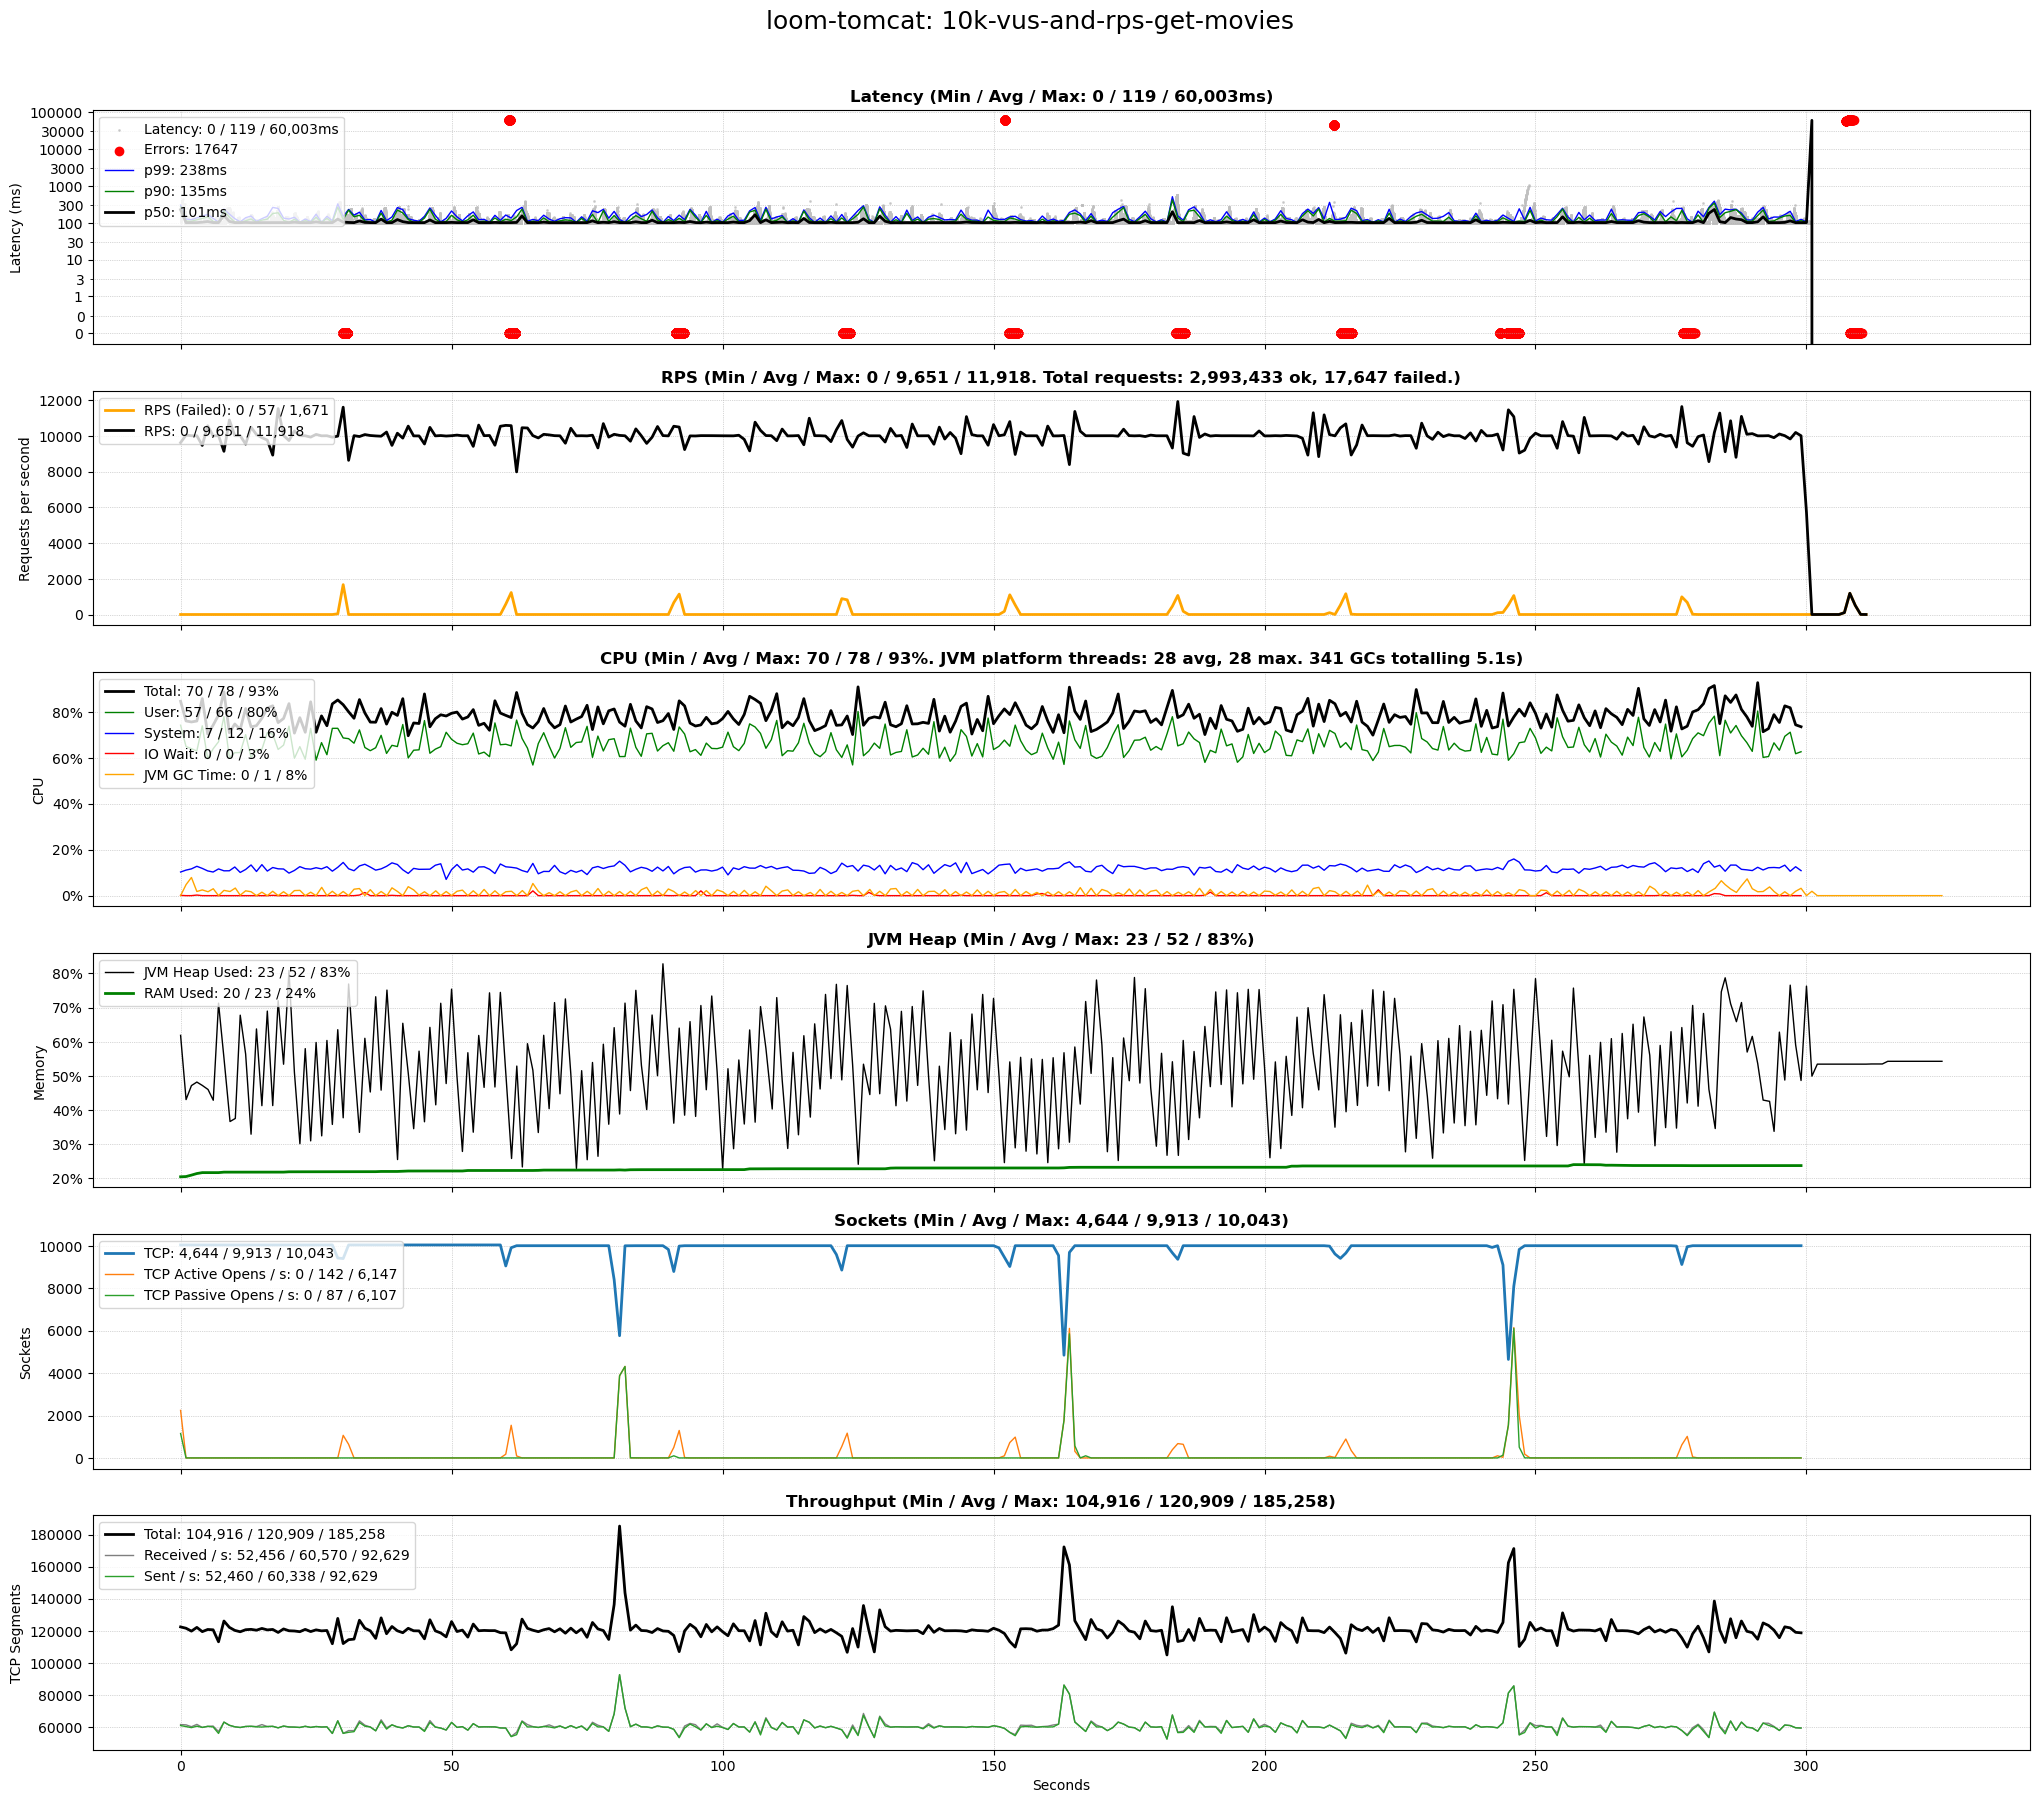 loom-tomcat: 10k-vus-and-rps-get-movies
Latency (Min / Avg / Max: 0 / 119 / 60,003ms)
Latency (ms)
100000
30000
10000
3000
1000
300
100
30
10
3
1
0
0
Latency: 0 / 119 / 60,003ms
Errors: 17647
p99: 238ms
p90: 135ms
p50: 101ms
RPS (Min / Avg / Max: 0 / 9,651 / 11,918. Total requests: 2,993,433 ok, 17,647 failed.)
Requests per second
12000
10000
8000
6000
4000
2000
0
RPS (Failed): 0 / 57 / 1,671
RPS: 0 / 9,651 / 11,918
CPU (Min / Avg / Max: 70 / 78 / 93%. JVM platform threads: 28 avg, 28 max. 341 GCs totalling 5.1s)
CPU
80%
60%
40%
20%
0%
Total: 70 / 78 / 93%
User: 57 / 66 / 80%
System: 7 / 12 / 16%
IO Wait: 0 / 0 / 3%
JVM GC Time: 0 / 1 / 8%
JVM Heap (Min / Avg / Max: 23 / 52 / 83%)
Memory
80%
70%
60%
50%
40%
30%
20%
JVM Heap Used: 23 / 52 / 83%
RAM Used: 20 / 23 / 24%
Sockets (Min / Avg / Max: 4,644 / 9,913 / 10,043)
Sockets
10000
8000
6000
4000
2000
0
TCP: 4,644 / 9,913 / 10,043
TCP Active Opens / s: 0 / 142 / 6,147
TCP Passive Opens / s: 0 / 87 / 6,107
Throughput (Min / Avg / Max: 104,916 / 120,909 / 185,258)
TCP Segments
180000
160000
140000
120000
100000
80000
60000
Total: 104,916 / 120,909 / 185,258
Received / s: 52,456 / 60,570 / 92,629
Sent / s: 52,460 / 60,338 / 92,629
0
50
100
150
200
250
300
Seconds